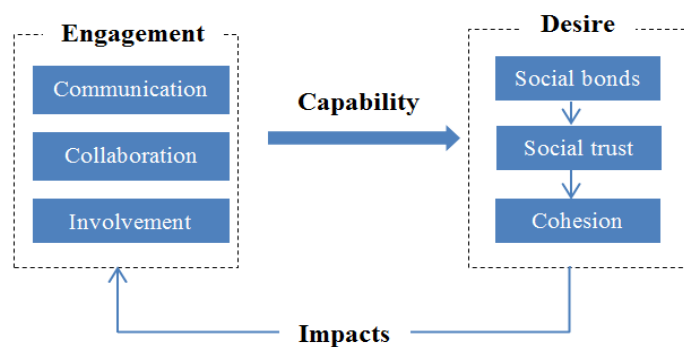 Engagement
Communication
Collaboration
Involvement
Capability
Desire
Social bonds
Social trust
Cohesion
Impacts